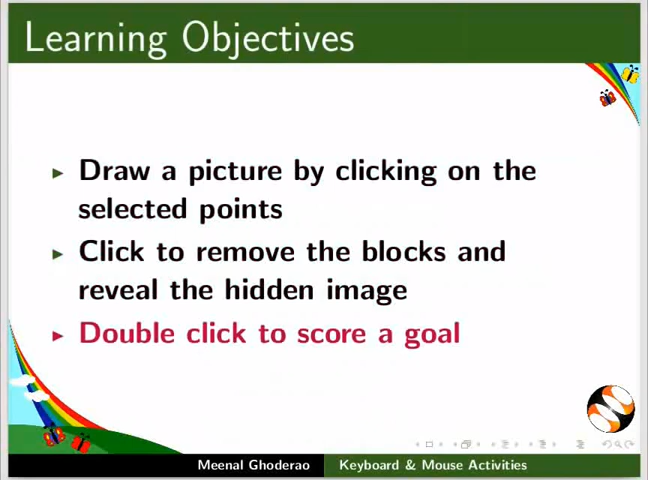 Learning Objectives
Draw a picture by clicking on the
selected points
Click to remove the blocks and
reveal the hidden image
Double click to score a goal
Meenal Ghoderao Keyboard & Mouse Activities